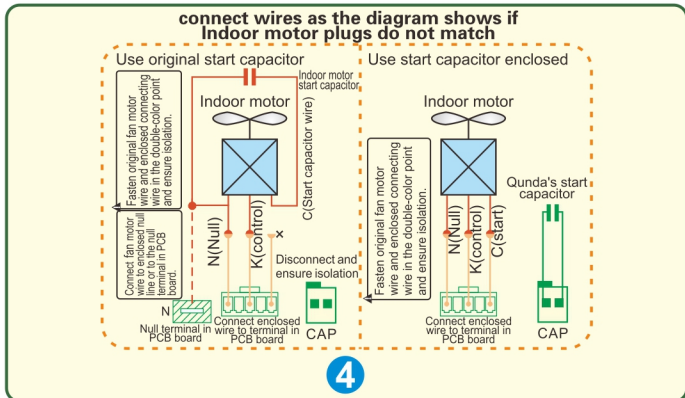 connect wires as the diagram shows if
Indoor motor plugs do not match
Use original start capacitor
Indoor motor
start capacitor
Indoor motor
Fasten original fan motor
wire and enclosed connecting
wire in the double-color point
and ensure isolation.
C(Start capacitor wire)
N(Null)
K(control)
×
Connect fan motor
wire to enclosed null
line or to the null
terminal in PCB
board.
Disconnect and
ensure isolation
N
Null terminal in
PCB board
Connect enclosed
wire to terminal in
PCB board
CAP
Use start capacitor enclosed
Indoor motor
Fasten original fan motor
wire and enclosed connecting
wire in the double-color point
and ensure isolation.
N(Null)
K(control)
C(start)
Qunda's start
capacitor
Connect enclosed
wire to terminal in
PCB board
CAP
4